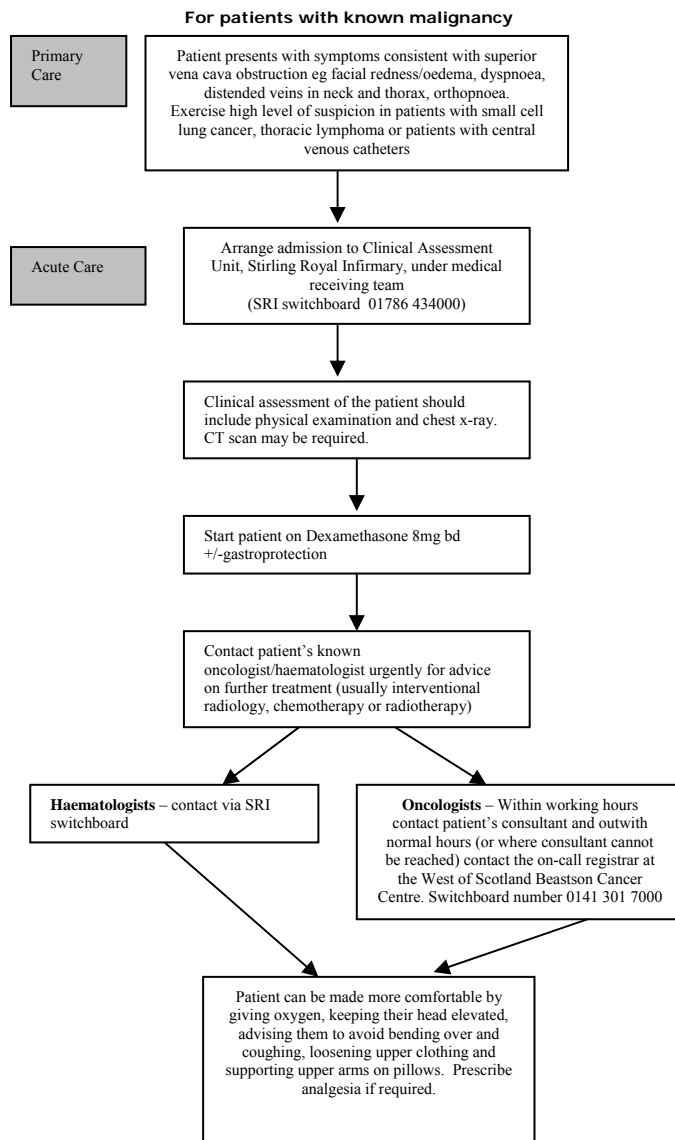 For patients with known malignancy
Primary
Care
Patient presents with symptoms consistent with superior
vena cava obstruction eg facial redness/oedema, dyspnoea,
distended veins in neck and thorax, orthopnoea.
Exercise high level of suspicion in patients with small cell
lung cancer, thoracic lymphoma or patients with central
venous catheters
Acute Care
Arrange admission to Clinical Assessment
Unit, Stirling Royal Infirmary, under medical
receiving team
(SRI switchboard 01786 434000)
Clinical assessment of the patient should
include physical examination and chest x-ray.
CT scan may be required.
Start patient on Dexamethasone 8mg bd
+/-gastroprotection
Contact patient’s known
oncologist/haematologist urgently for advice
on further treatment (usually interventional
radiology, chemotherapy or radiotherapy)
Haematologists – contact via SRI
switchboard
Oncologists – Within working hours
contact patient’s consultant and outwith
normal hours (or where consultant cannot
be reached) contact the on-call registrar at
the West of Scotland Beastson Cancer
Centre. Switchboard number 0141 301 7000
Patient can be made more comfortable by
giving oxygen, keeping their head elevated,
advising them to avoid bending over and
coughing, loosening upper clothing and
supporting upper arms on pillows. Prescribe
analgesia if required.